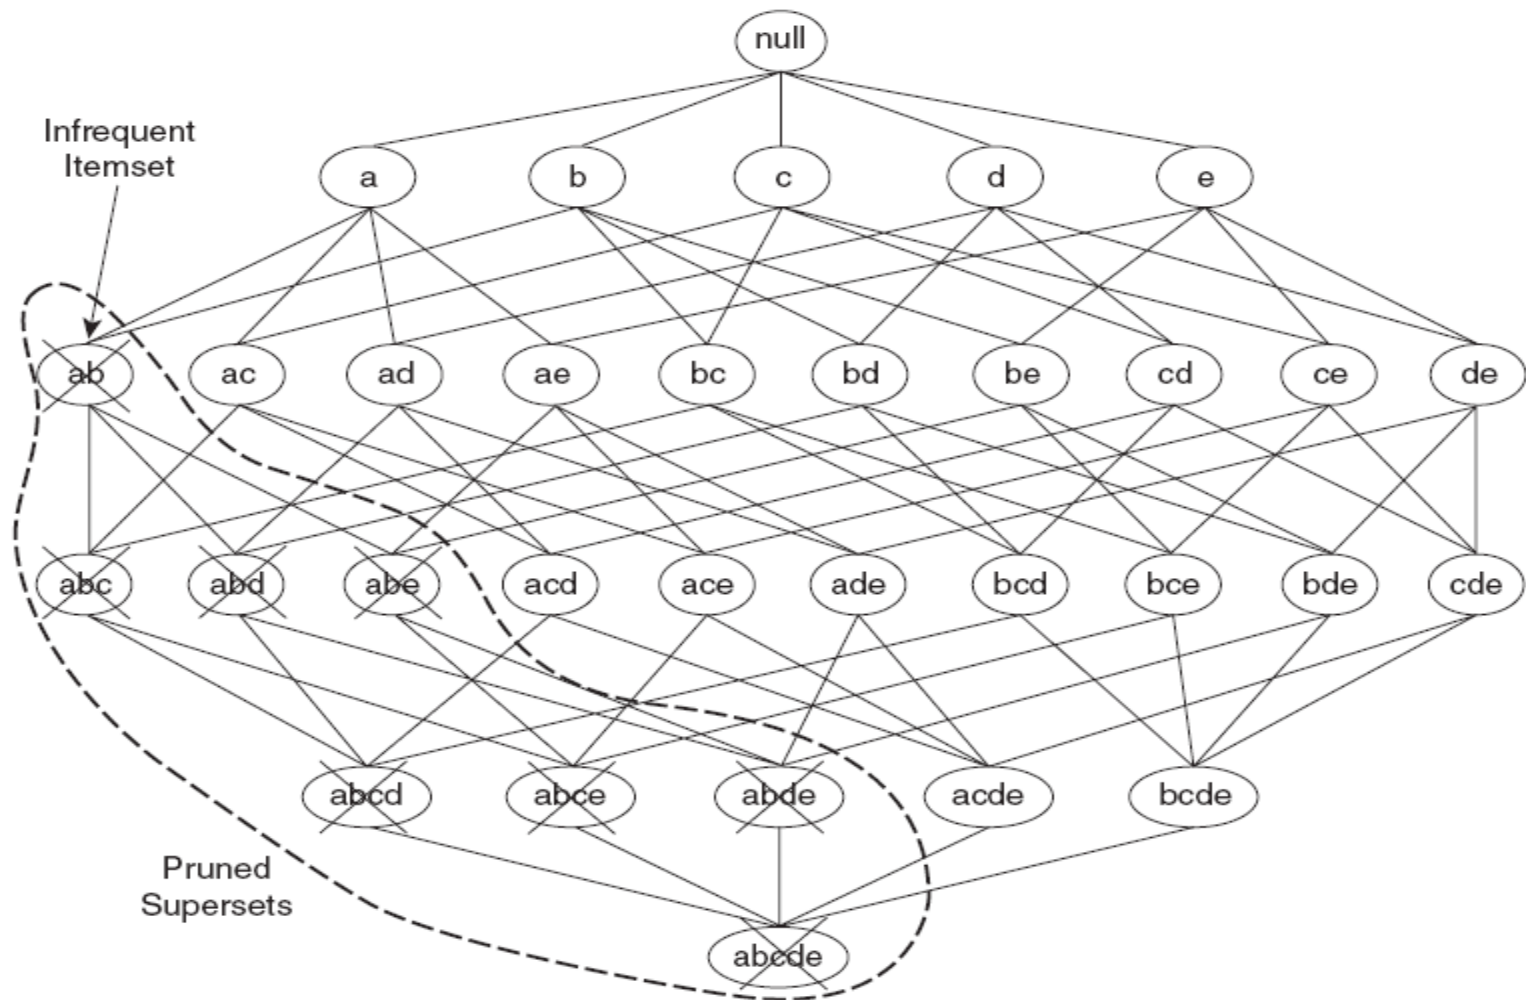 null
Infrequent
Itemset
a b c d e
ab ac ad ae bc bd be cd ce de
abc abd abe acd ace ade bcd bce bde cde
abcd abce abde acde bcde
Pruned
Supersets
abcde